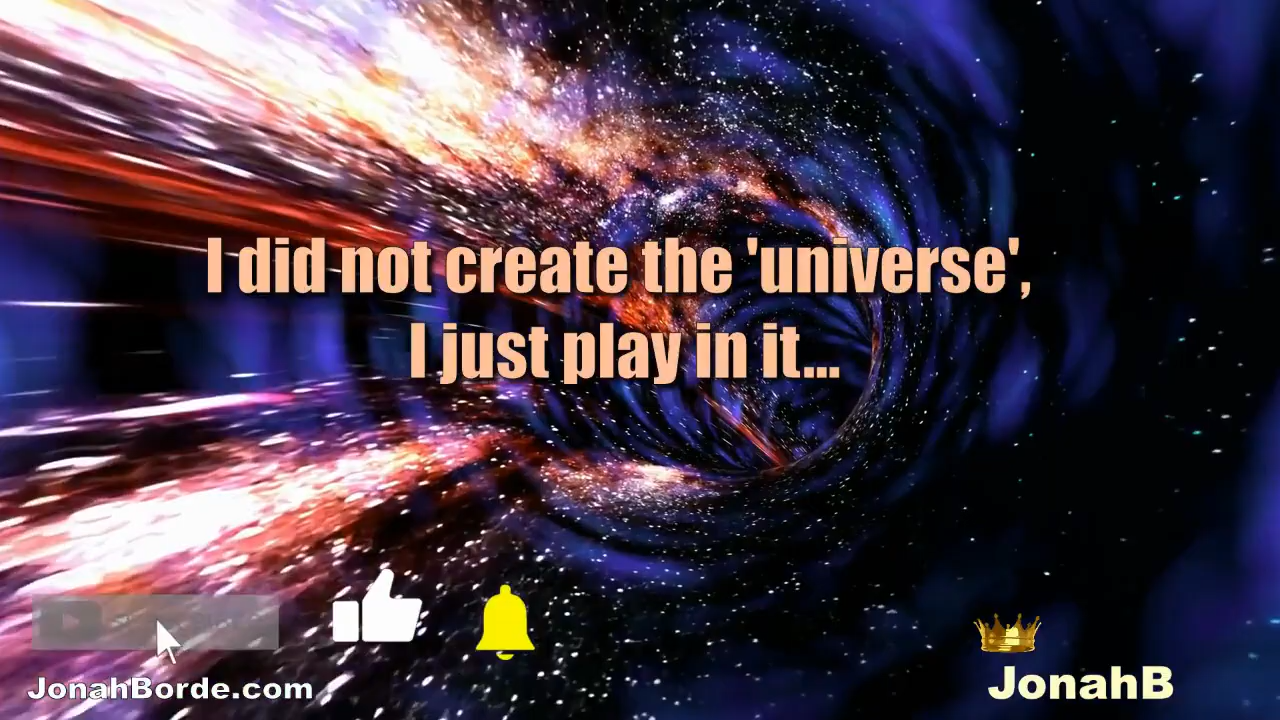 I did not create the 'universe',
I just play in it...
JonahBorde.com
JonahB